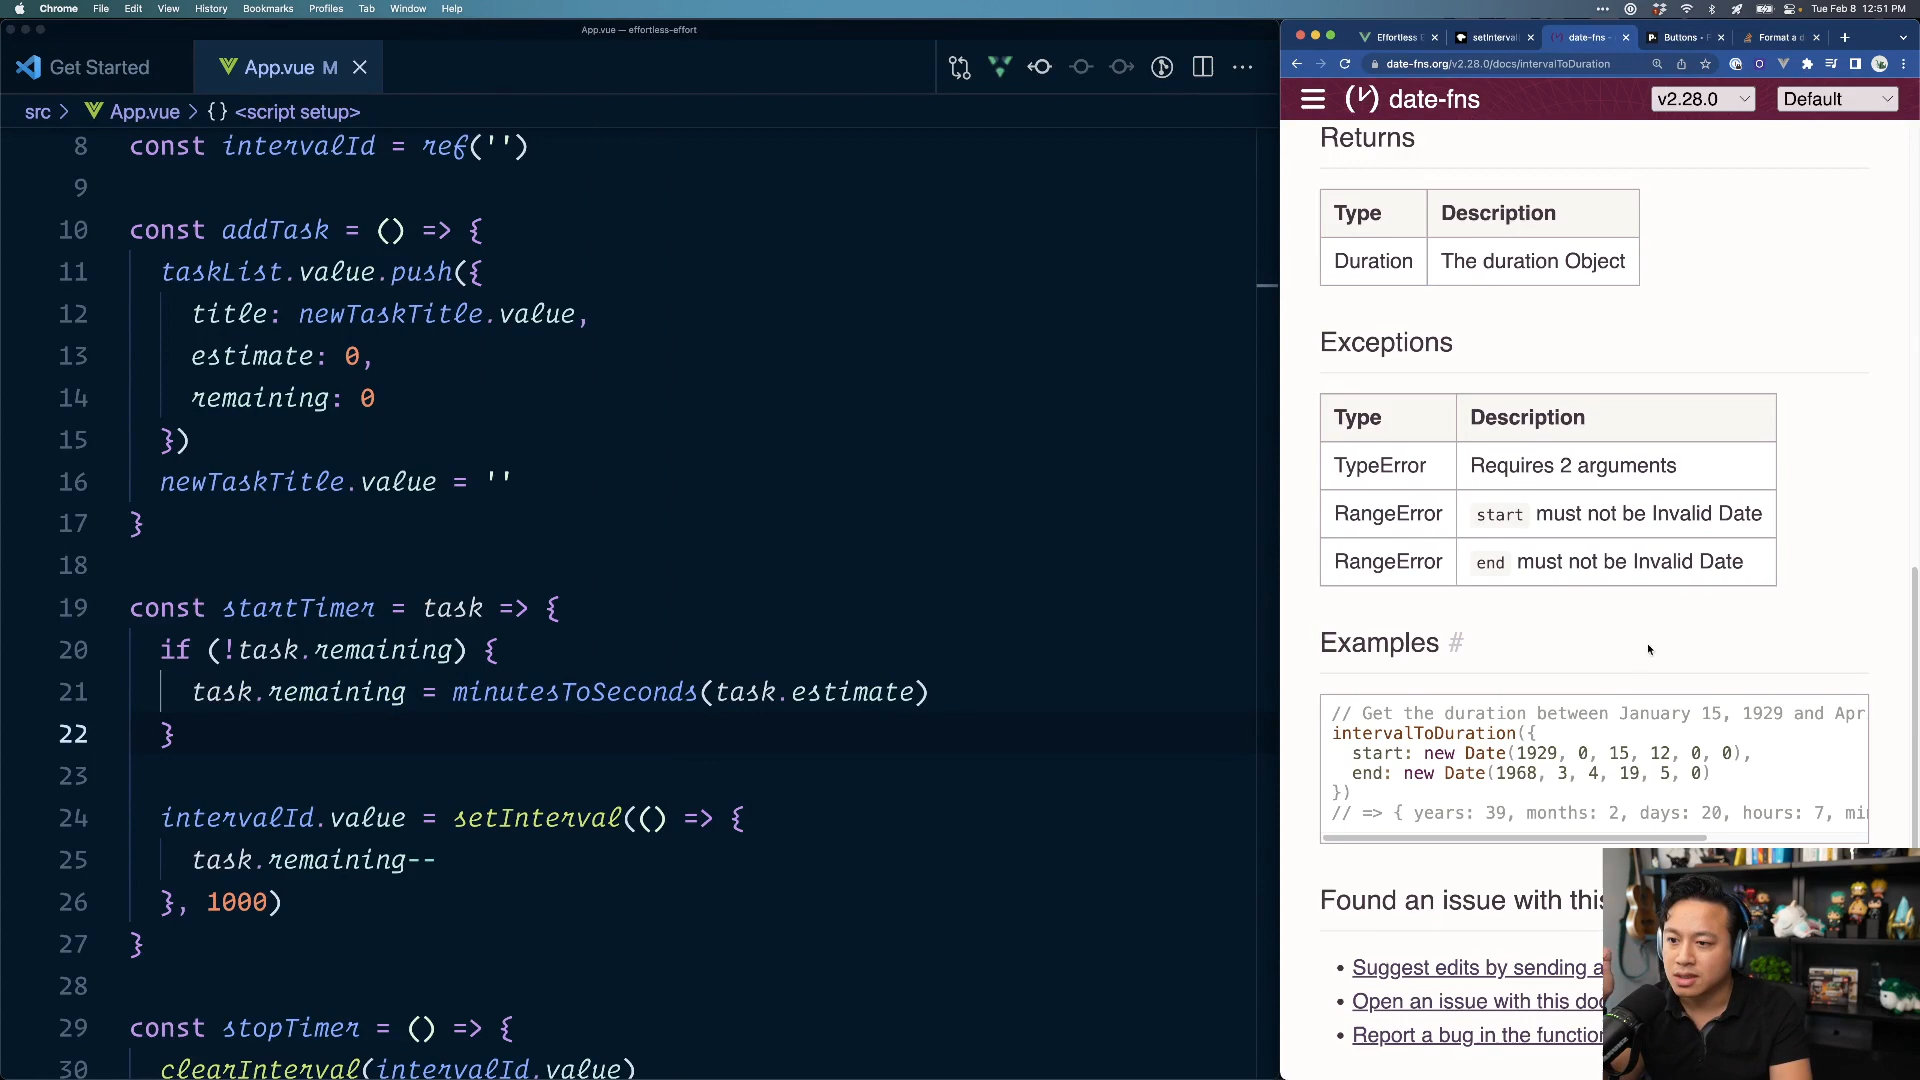 Chrome File Edit View History Bookmarks Profiles Tab Window Help
Tue Feb 8 12:51 PM
App.vue — effortless-effort
Get Started
App.vue M
src > App.vue > {} <script setup>
8 const intervalId = ref('')
9
10 const addTask = () => {
11 taskList.value.push({
12 title: newTaskTitle.value,
13 estimate: 0,
14 remaining: 0
15 })
16 newTaskTitle.value = ''
17 }
18
19 const startTimer = task => {
20 if (!task.remaining) {
21 task.remaining = minutesToSeconds(task.estimate)
22 }
23
24 intervalId.value = setInterval(() => {
25 task.remaining--
26 }, 1000)
27 }
28
29 const stopTimer = () => {
30 clearInterval(intervalId.value)
Effortless E
setInterval
date-fns -
Buttons - P
Format a d
date-fns.org/v2.28.0/docs/intervalToDuration
date-fns
v2.28.0
Default
Returns
Type Description
Duration The duration Object
Exceptions
Type Description
TypeError Requires 2 arguments
RangeError start must not be Invalid Date
RangeError end must not be Invalid Date
Examples #
// Get the duration between January 15, 1929 and Apr
intervalToDuration({
start: new Date(1929, 0, 15, 12, 0, 0),
end: new Date(1968, 3, 4, 19, 5, 0)
})
// => { years: 39, months: 2, days: 20, hours: 7, mi
Found an issue with this
• Suggest edits by sending a
• Open an issue with this do
• Report a bug in the function